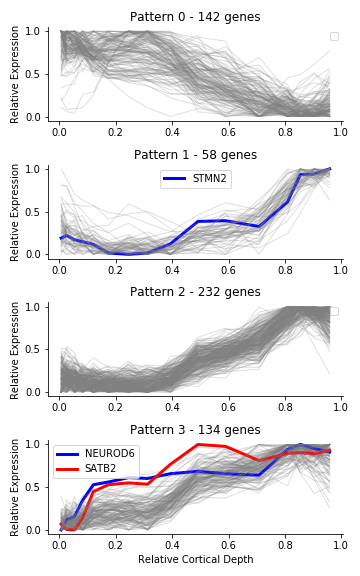 Pattern 0 - 142 genes
Relative Expression
1.0
0.5
0.0
0.0 0.2 0.4 0.6 0.8 1.0
Pattern 1 - 58 genes
Relative Expression
1.0
0.5
0.0
STMN2
0.0 0.2 0.4 0.6 0.8 1.0
Pattern 2 - 232 genes
Relative Expression
1.0
0.5
0.0
0.0 0.2 0.4 0.6 0.8 1.0
Pattern 3 - 134 genes
Relative Expression
1.0
0.5
0.0
NEUROD6
SATB2
0.0 0.2 0.4 0.6 0.8 1.0
Relative Cortical Depth